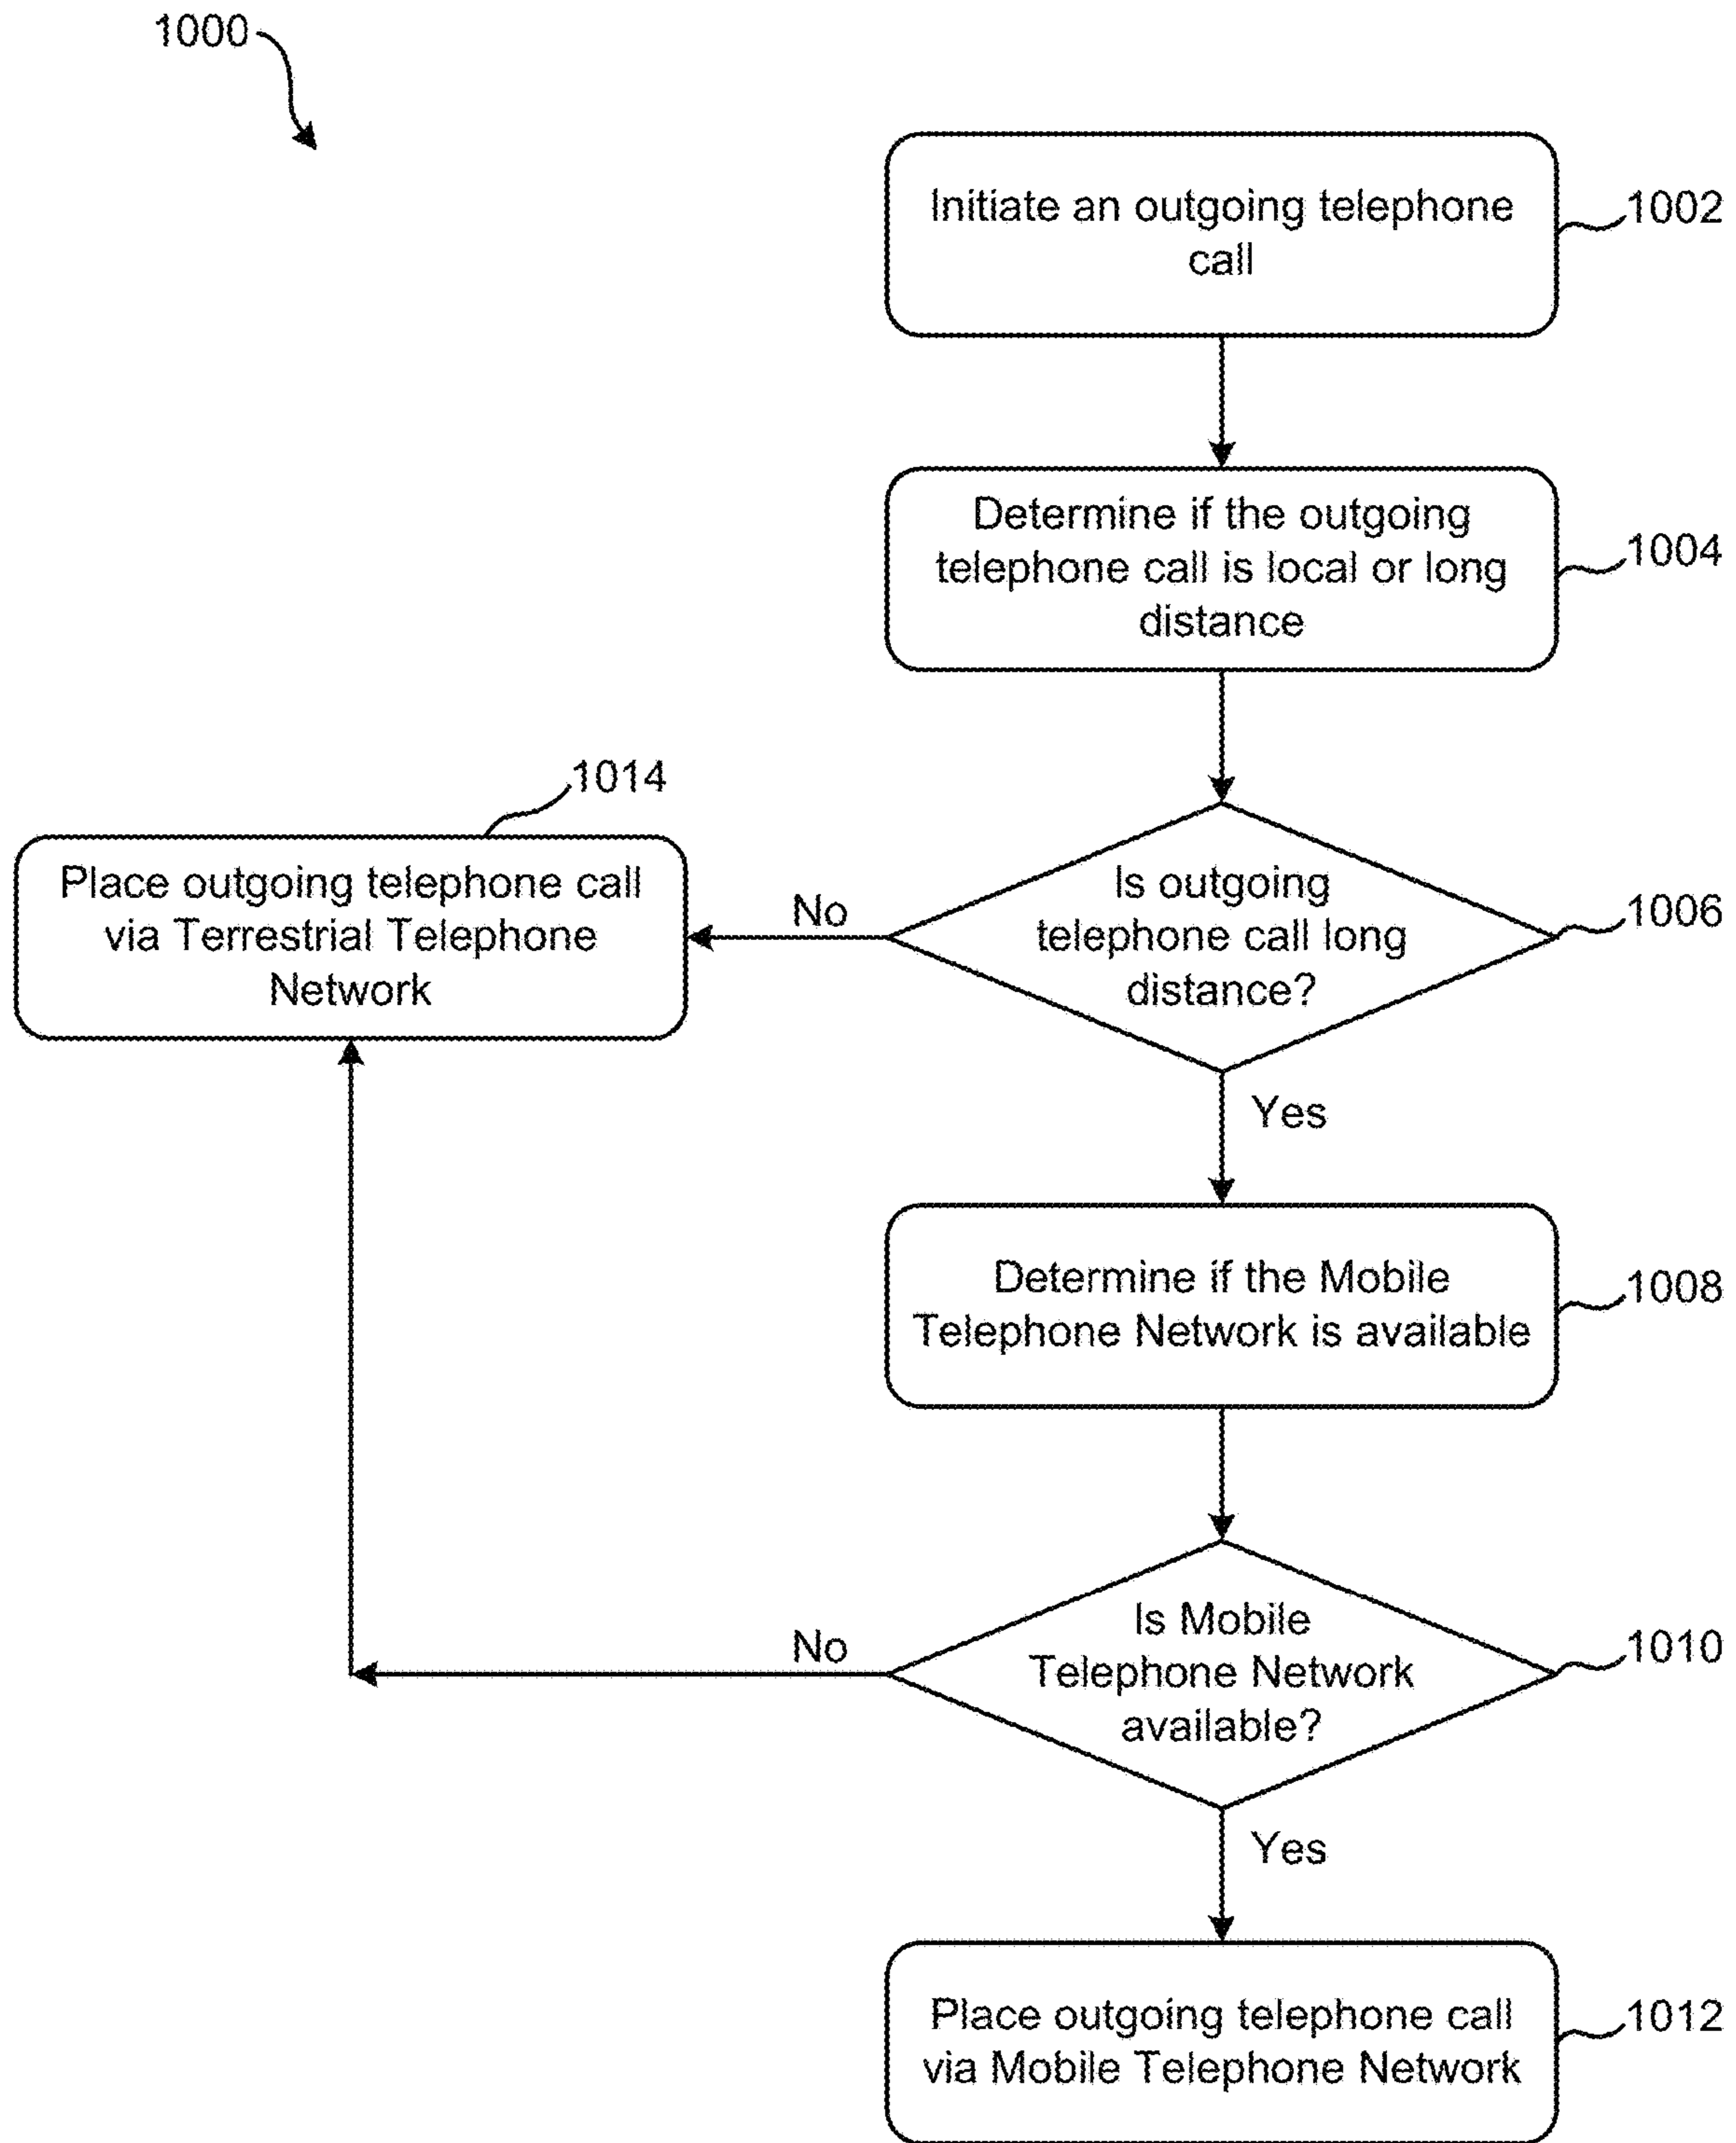 1000
Initiate an outgoing telephone
call
1002
Determine if the outgoing
telephone call is local or long
distance
1004
1014
Place outgoing telephone call
via Terrestrial Telephone
Network
No
Is outgoing
telephone call long
distance?
1006
Yes
Determine if the Mobile
Telephone Network is available
1008
No
Is Mobile
Telephone Network
available?
1010
Yes
Place outgoing telephone call
via Mobile Telephone Network
1012